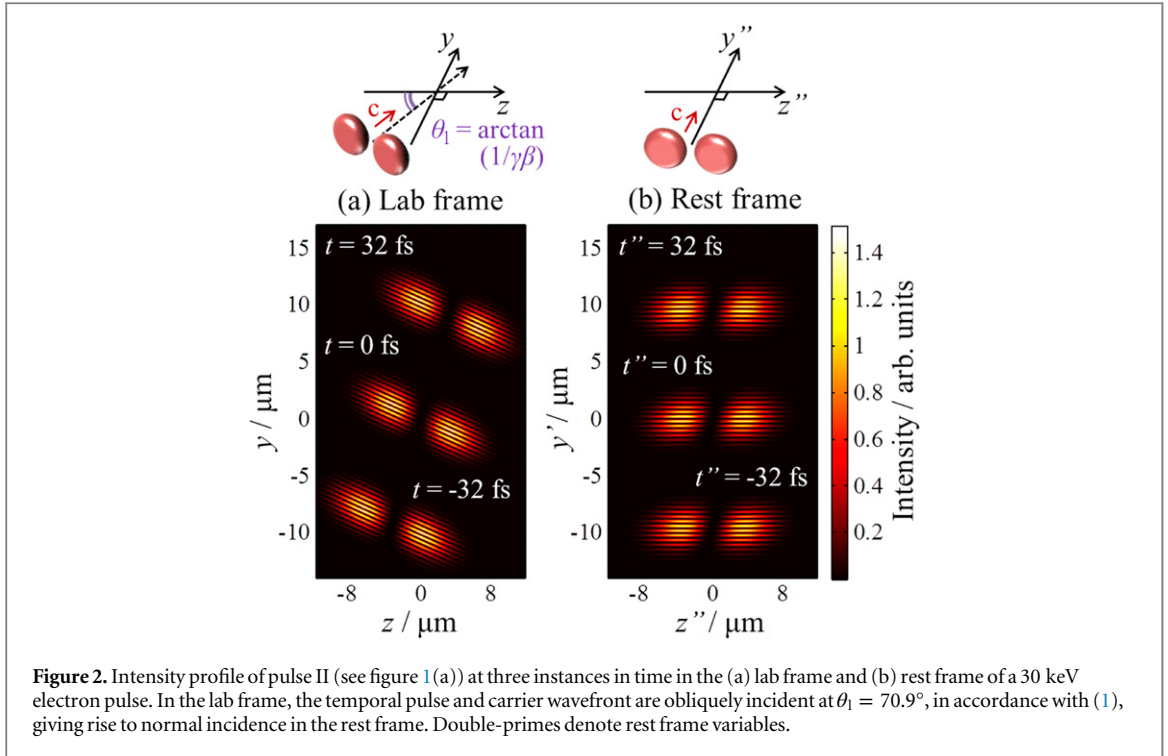 y
c
z
θ₁ = arctan
(1/γβ)
(a) Lab frame
y’’
c
z’’
(b) Rest frame
15
10
5
0
-5
-10
y / μm
t = 32 fs
t = 0 fs
t = -32 fs
-8 0 8
z / μm
15
10
5
0
-5
-10
y’/ μm
t’’ = 32 fs
t’’ = 0 fs
t’’ = -32 fs
-8 0 8
z’’/ μm
1.4
1.2
1
0.8
0.6
0.4
0.2
Intensity / arb. units
Figure 2. Intensity profile of pulse II (see figure 1(a)) at three instances in time in the (a) lab frame and (b) rest frame of a 30 keV
electron pulse. In the lab frame, the temporal pulse and carrier wavefront are obliquely incident at θ₁ = 70.9°, in accordance with (1),
giving rise to normal incidence in the rest frame. Double-primes denote rest frame variables.